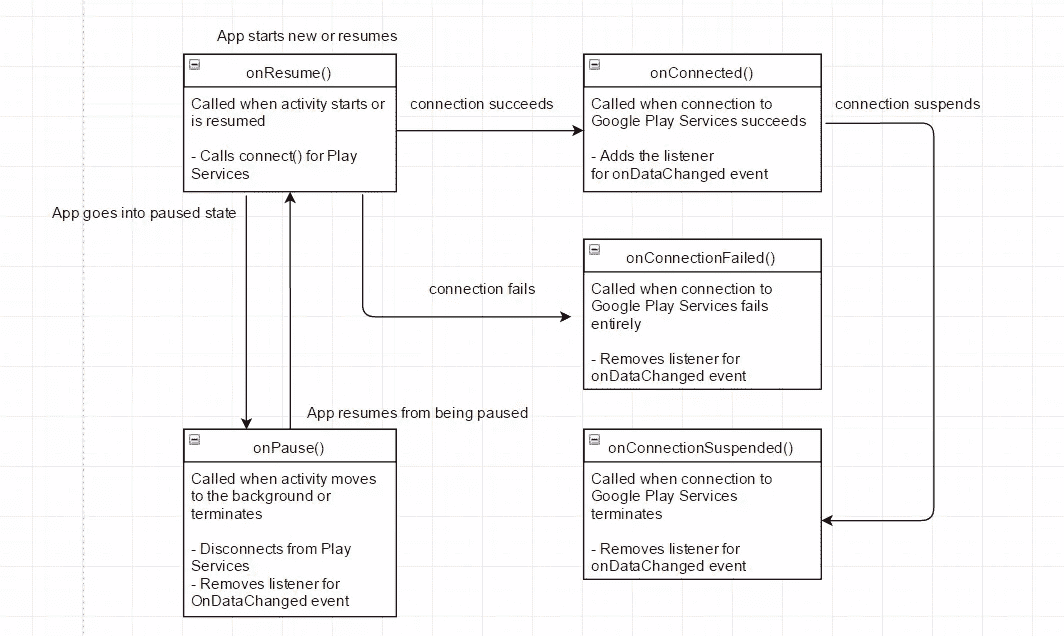 App starts new or resumes
onResume()
Called when activity starts or
is resumed
- Calls connect() for Play
Services
connection succeeds
onConnected()
Called when connection to
Google Play Services succeeds
- Adds the listener
for onDataChanged event
connection suspends
App goes into paused state
connection fails
onConnectionFailed()
Called when connection to
Google Play Services fails
entirely
- Removes listener for
onDataChanged event
App resumes from being paused
onPause()
Called when activity moves
to the background or
terminates
- Disconnects from Play
Services
- Removes listener for
OnDataChanged event
onConnectionSuspended()
Called when connection to
Google Play Services
terminates
- Removes listener for
onDataChanged event